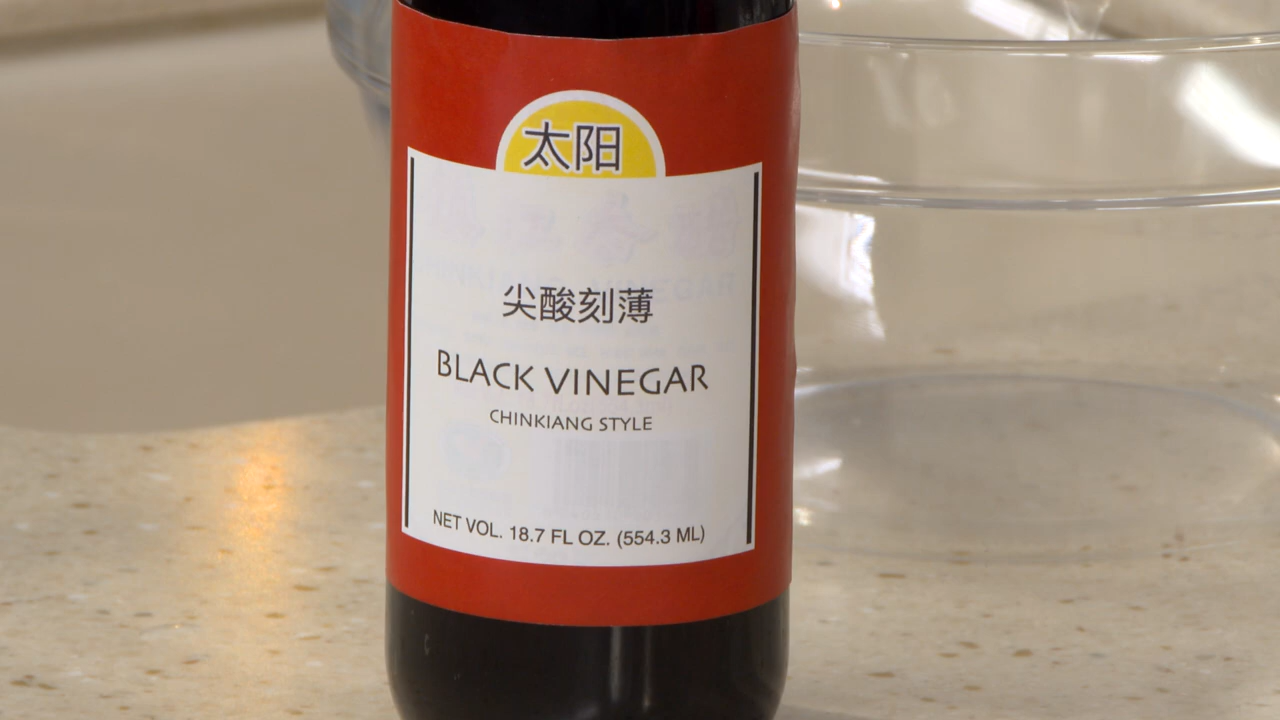 太阳
尖酸刻薄
BLACK VINEGAR
CHINKIANG STYLE
NET VOL. 18.7 FL OZ. (554.3 ML)